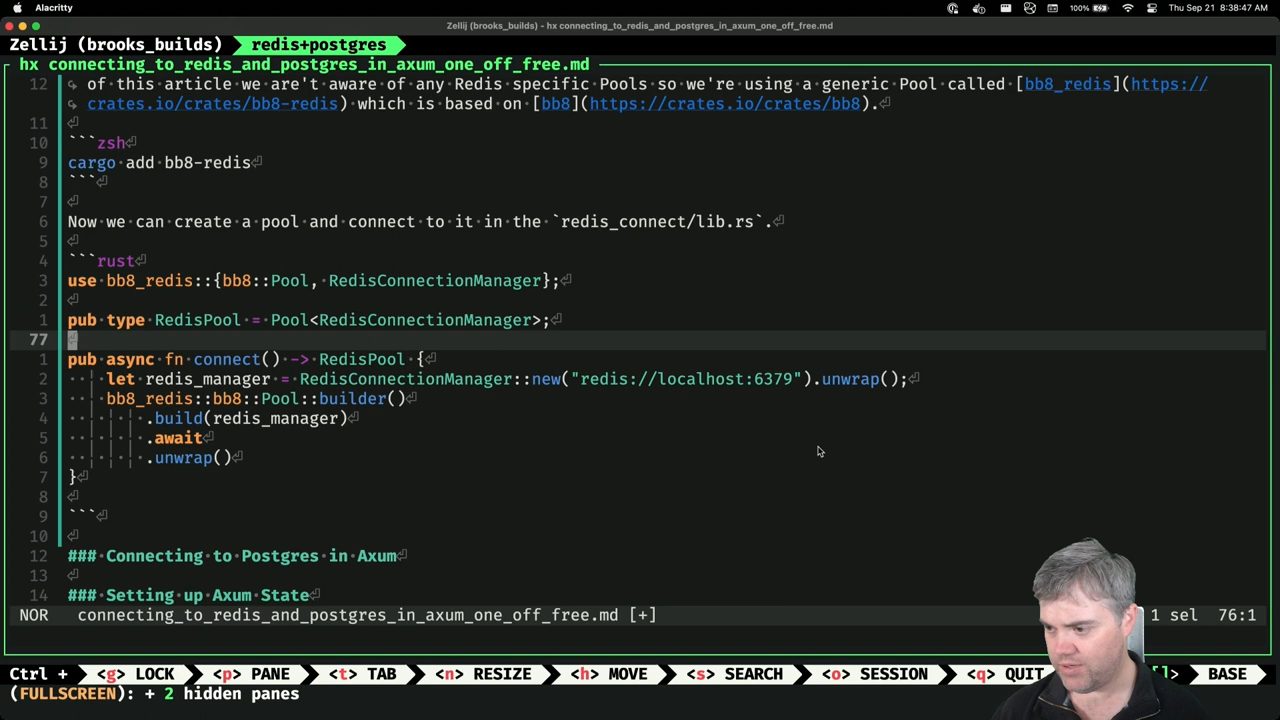 Alacritty 100% Thu Sep 21 8:38:47 AM
Zellij (brooks_builds) - hx connecting_to_redis_and_postgres_in_axum_one_off_free.md
Zellij (brooks_builds) redis+postgres
hx connecting_to_redis_and_postgres_in_axum_one_off_free.md
12 of this article we are't aware of any Redis specific Pools so we're using a generic Pool called [bb8_redis](https://
crates.io/crates/bb8-redis) which is based on [bb8](https://crates.io/crates/bb8).
11
10 ```zsh
9 cargo add bb8-redis
8 ```
7
6 Now we can create a pool and connect to it in the `redis_connect/lib.rs`.
5
4 ```rust
3 use bb8_redis::{bb8::Pool, RedisConnectionManager};
2
1 pub type RedisPool = Pool<RedisConnectionManager>;
77
1 pub async fn connect() -> RedisPool {
2 let redis_manager = RedisConnectionManager::new("redis://localhost:6379").unwrap();
3 bb8_redis::bb8::Pool::builder()
4 .build(redis_manager)
5 .await
6 .unwrap()
7 }
8
9 ```
10
12 ### Connecting to Postgres in Axum
13
14 ### Setting up Axum State
NOR connecting_to_redis_and_postgres_in_axum_one_off_free.md [+] 1 sel 76:1
Ctrl + <g> LOCK <p> PANE <t> TAB <n> RESIZE <h> MOVE <s> SEARCH <o> SESSION <q> QUIT []> BASE
(FULLSCREEN): + 2 hidden panes